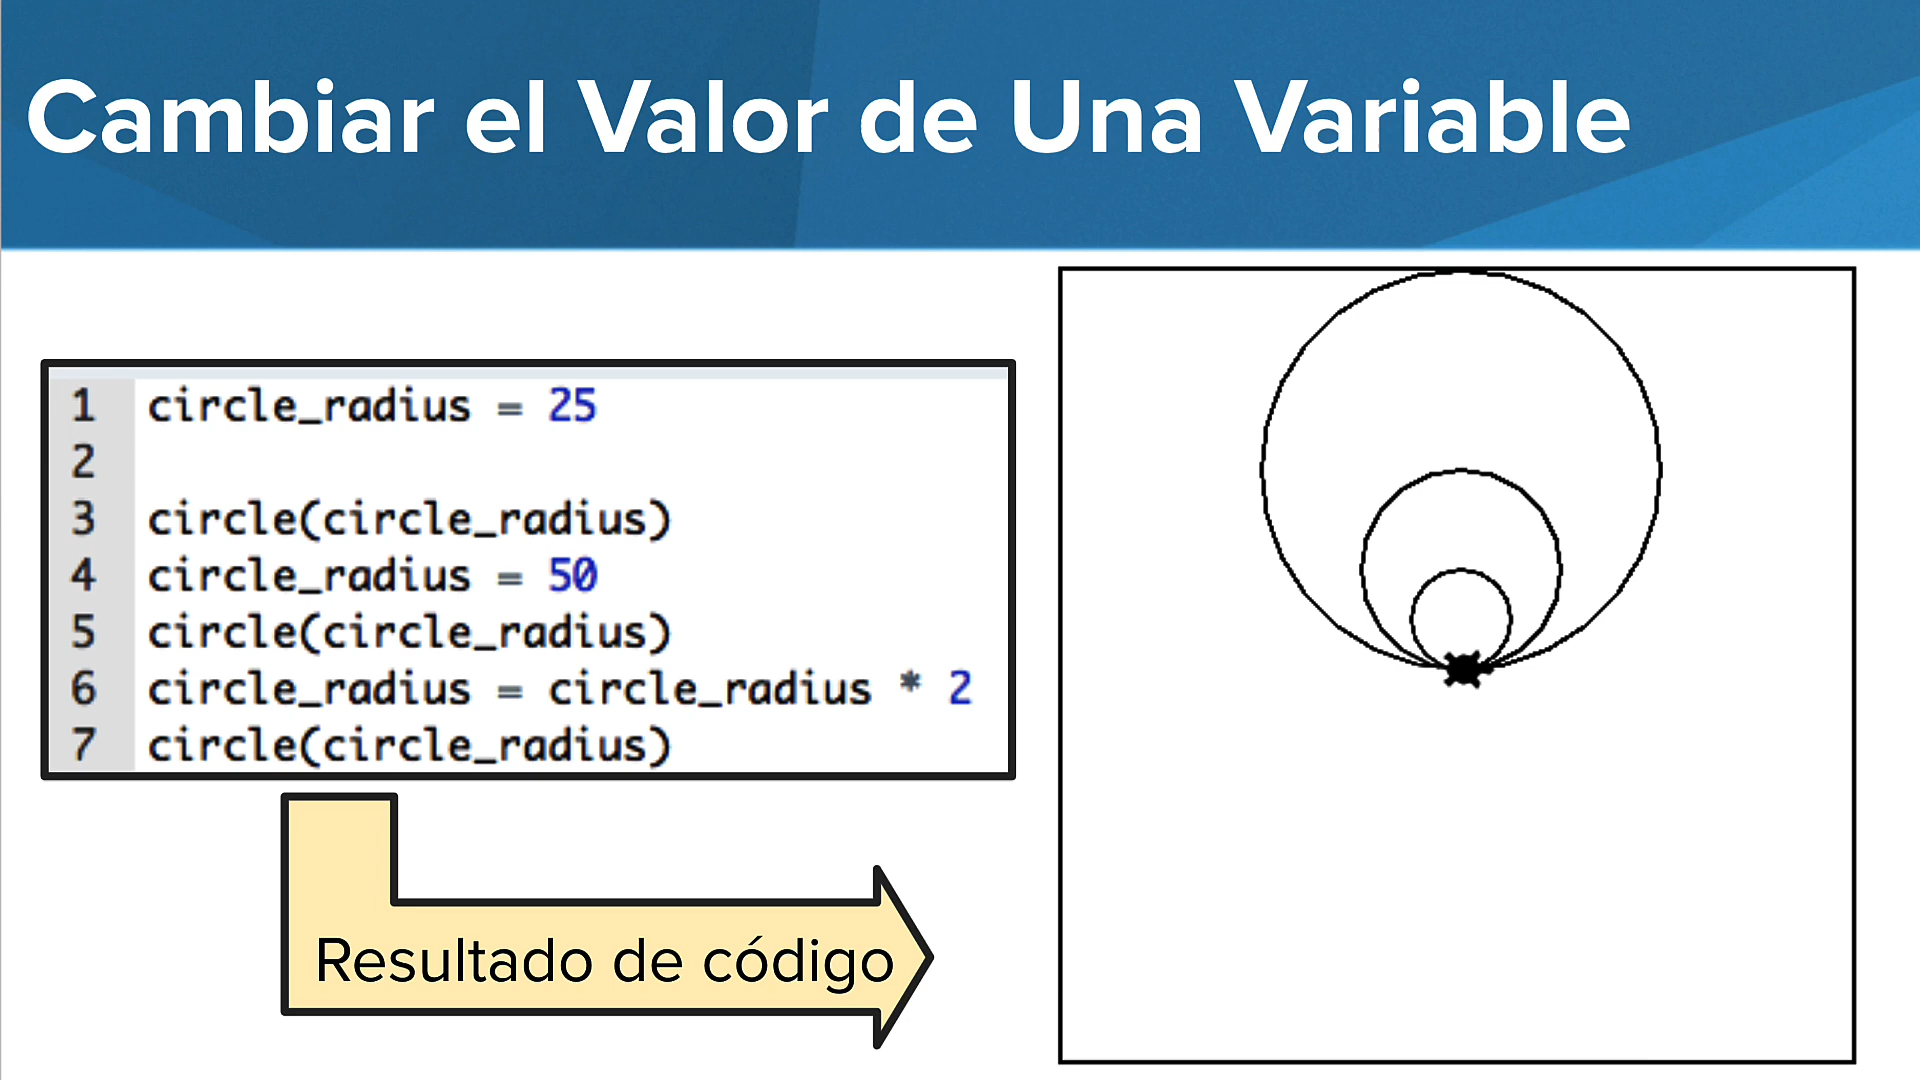 Cambiar el Valor de Una Variable
1 circle_radius = 25
2
3 circle(circle_radius)
4 circle_radius = 50
5 circle(circle_radius)
6 circle_radius = circle_radius * 2
7 circle(circle_radius)
Resultado de código